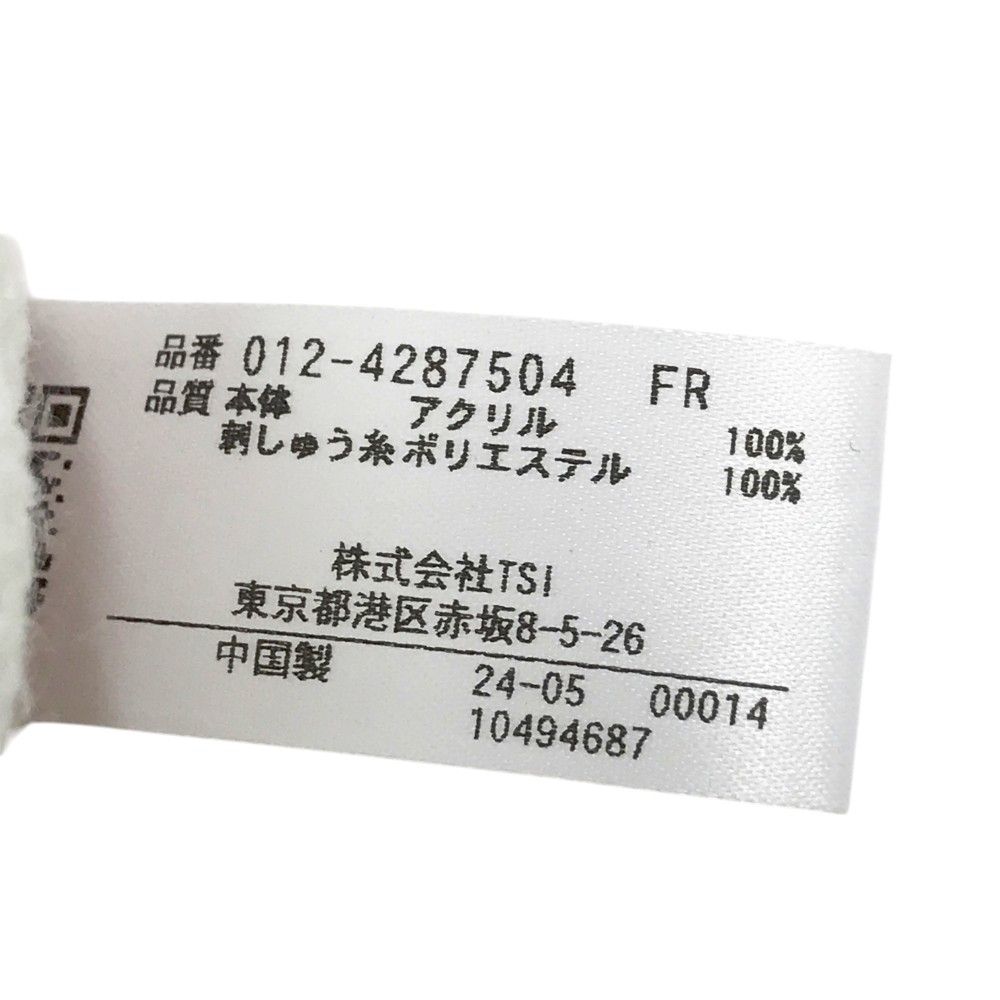 品番 012-4287504 FR
品質 本体 アクリル 100%
刺しゅう糸 ポリエステル 100%
株式会社TSI
東京都港区赤坂8-5-26
中国製 24-05 00014
10494687